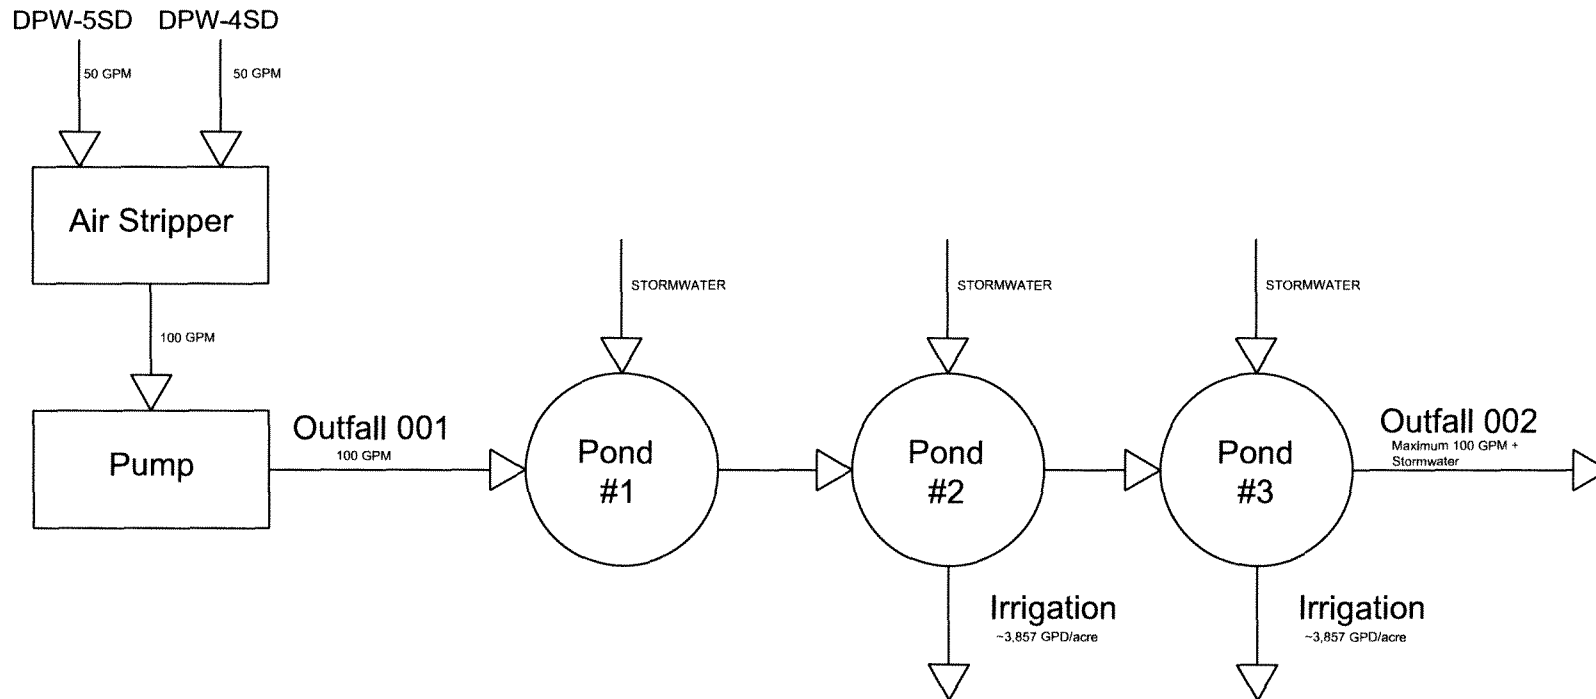 DPW-5SD DPW-4SD
50 GPM
50 GPM
Air Stripper
100 GPM
STORMWATER
STORMWATER
STORMWATER
Pump
Outfall 001
100 GPM
Pond
#1
Pond
#2
Pond
#3
Outfall 002
Maximum 100 GPM +
Stormwater
Irrigation
~3,857 GPD/acre
Irrigation
~3,857 GPD/acre